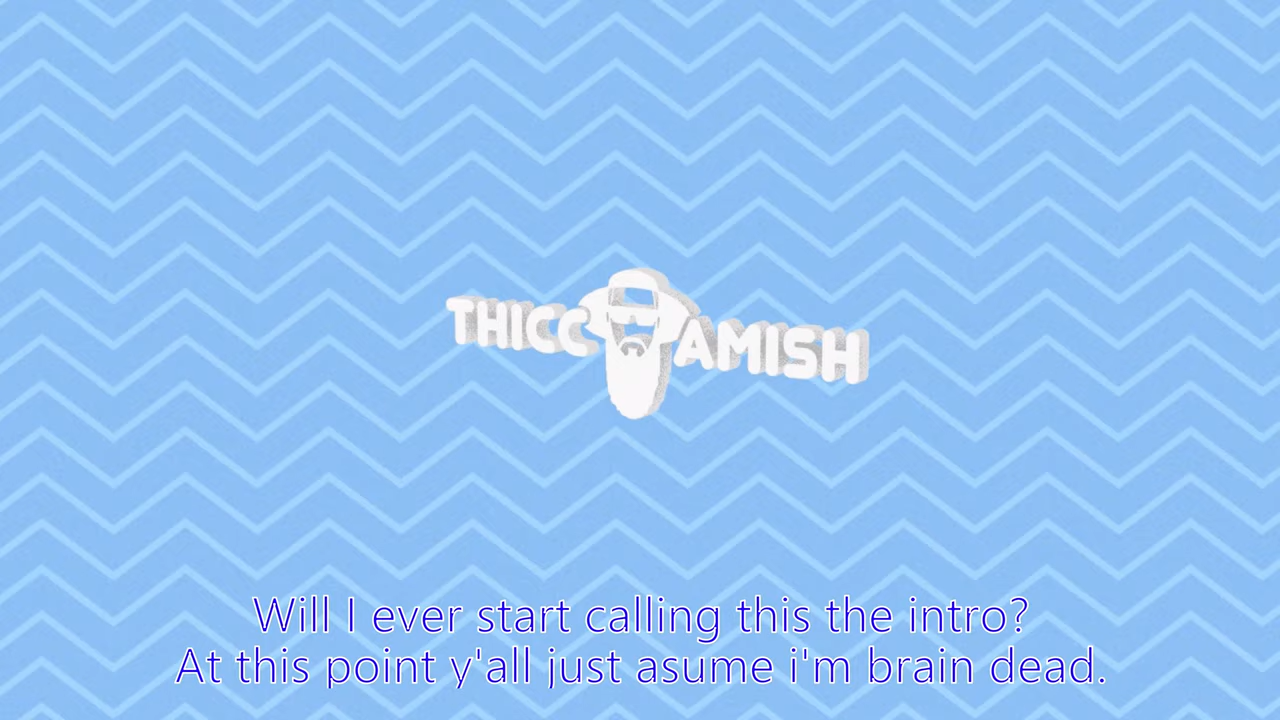 THICC AMISH
Will I ever start calling this the intro?
At this point y'all just asume i'm brain dead.